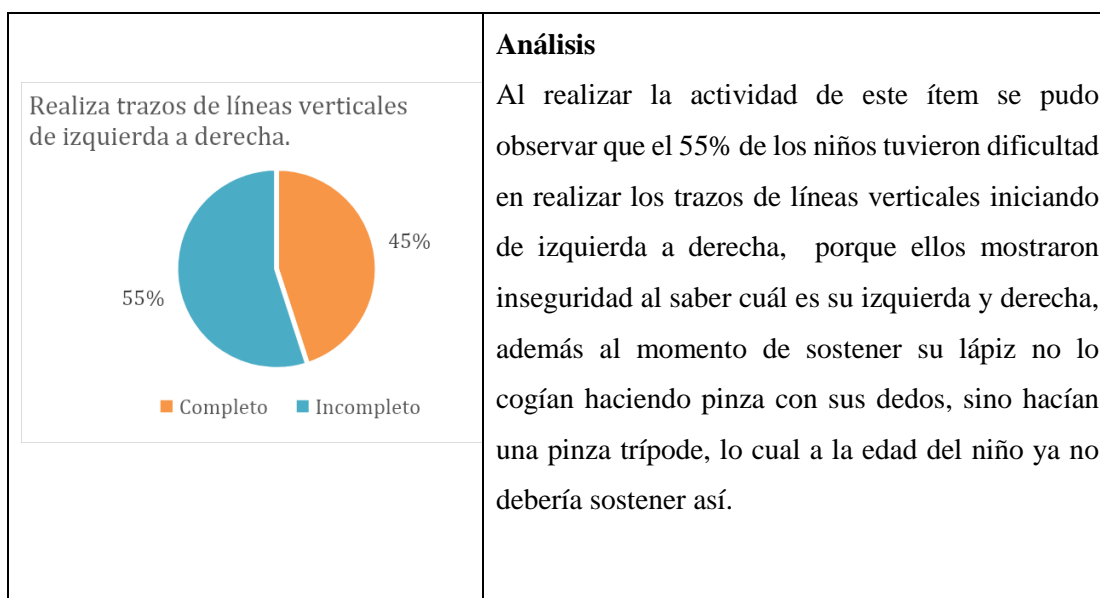 Realiza trazos de líneas verticales
de izquierda a derecha.
45%
55%
Completo Incompleto
Análisis
Al realizar la actividad de este ítem se pudo
observar que el 55% de los niños tuvieron dificultad
en realizar los trazos de líneas verticales iniciando
de izquierda a derecha, porque ellos mostraron
inseguridad al saber cuál es su izquierda y derecha,
además al momento de sostener su lápiz no lo
cogían haciendo pinza con sus dedos, sino hacían
una pinza trípode, lo cual a la edad del niño ya no
debería sostener así.